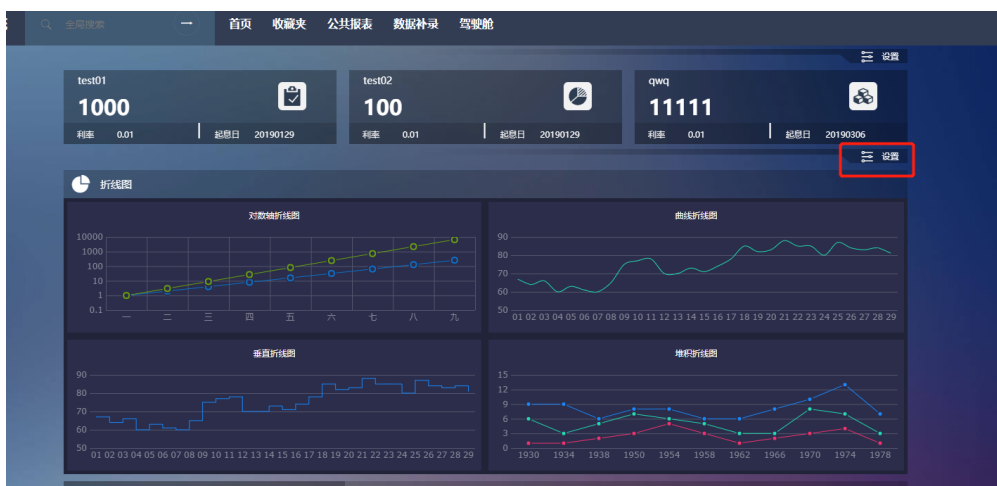 全局搜索 首页 收藏夹 公共报表 数据补录 驾驶舱
设置
test01 test02 qwq
1000 100 11111
利率 0.01 起息日 20190129 利率 0.01 起息日 20190129 利率 0.01 起息日 20190306
设置
折线图
对数轴折线图
10000
1000
100
10
1
0.1
一 二 三 四 五 六 七 八 九
曲线折线图
90
80
70
60
50
01 02 03 04 05 06 07 08 09 10 11 12 13 14 15 16 17 18 19 20 21 22 23 24 25 26 27 28 29
垂直折线图
90
80
70
60
50
01 02 03 04 05 06 07 08 09 10 11 12 13 14 15 16 17 18 19 20 21 22 23 24 25 26 27 28 29
堆积折线图
15
12
9
6
3
0
1930 1934 1938 1950 1954 1958 1962 1966 1970 1974 1978